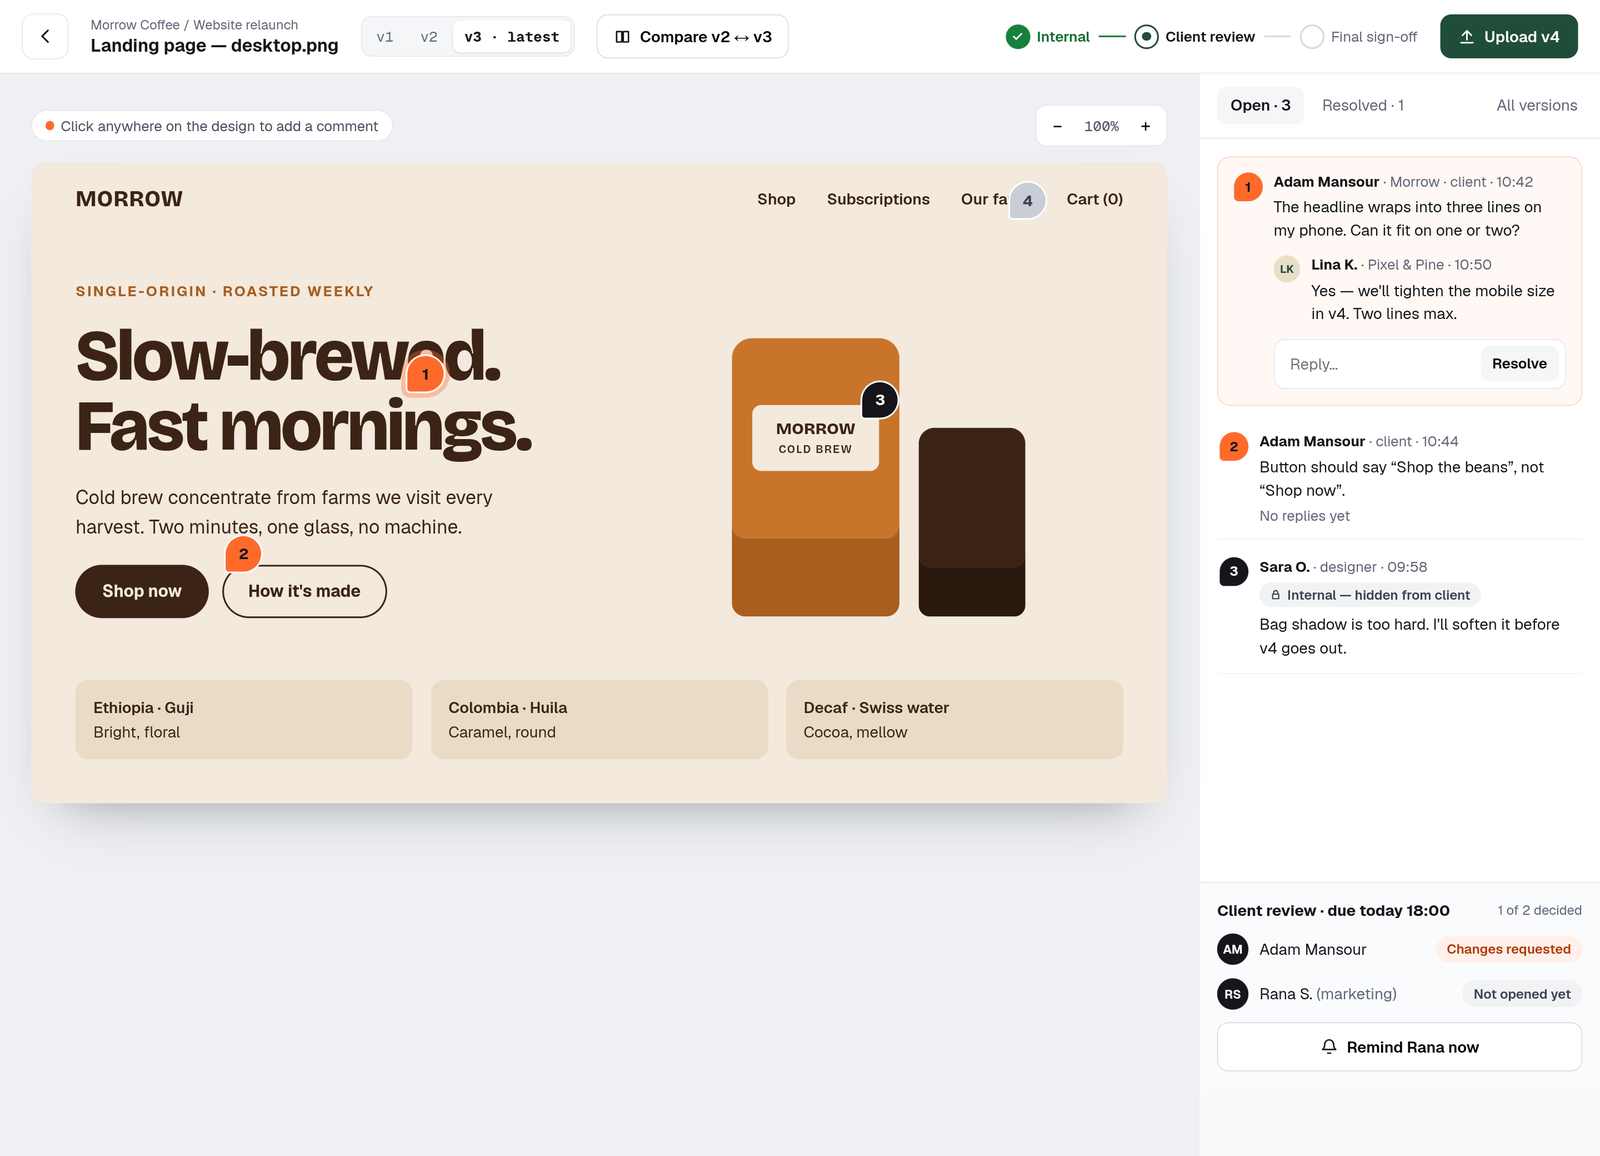 Morrow Coffee / Website relaunch
Landing page — desktop.png
v1
v2
v3 · latest
Compare v2 ↔ v3
Internal
Client review
Final sign-off
Upload v4
Click anywhere on the design to add a comment
− 100% +
MORROW
Shop
Subscriptions
Our fa
4
Cart (0)
SINGLE-ORIGIN · ROASTED WEEKLY
Slow-brewed.
1
Fast mornings.
Cold brew concentrate from farms we visit every
harvest. Two minutes, one glass, no machine.
2
Shop now
How it's made
3
MORROW
COLD BREW
Ethiopia · Guji
Bright, floral
Colombia · Huila
Caramel, round
Decaf · Swiss water
Cocoa, mellow
Open · 3
Resolved · 1
All versions
1
Adam Mansour · Morrow · client · 10:42
The headline wraps into three lines on
my phone. Can it fit on one or two?
LK
Lina K. · Pixel & Pine · 10:50
Yes — we'll tighten the mobile size
in v4. Two lines max.
Reply...
Resolve
2
Adam Mansour · client · 10:44
Button should say “Shop the beans”, not
“Shop now”.
No replies yet
3
Sara O. · designer · 09:58
Internal — hidden from client
Bag shadow is too hard. I'll soften it before
v4 goes out.
Client review · due today 18:00
1 of 2 decided
AM
Adam Mansour
Changes requested
RS
Rana S. (marketing)
Not opened yet
Remind Rana now